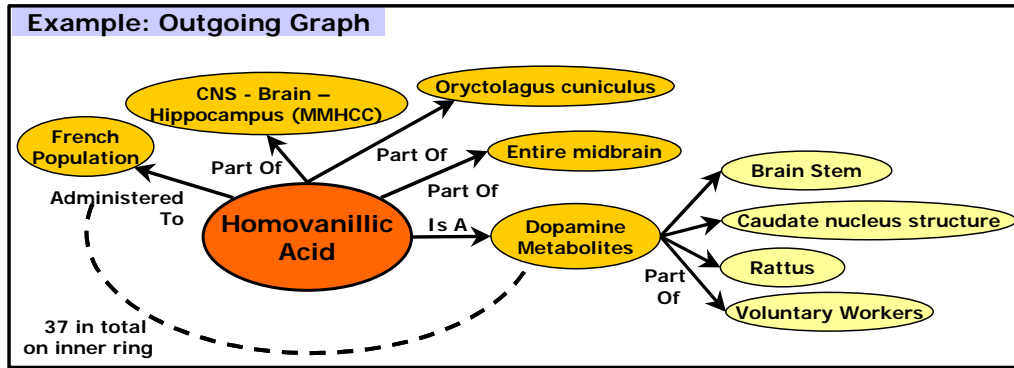 Example: Outgoing Graph
CNS - Brain –
Hippocampus (MMHCC)
Oryctolagus cuniculus
French
Population
Part Of
Part Of
Entire midbrain
Part Of
Administered
To
Homovanillic
Acid
Is A
Dopamine
Metabolites
Brain Stem
Caudate nucleus structure
Rattus
Part
Of
Voluntary Workers
37 in total
on inner ring